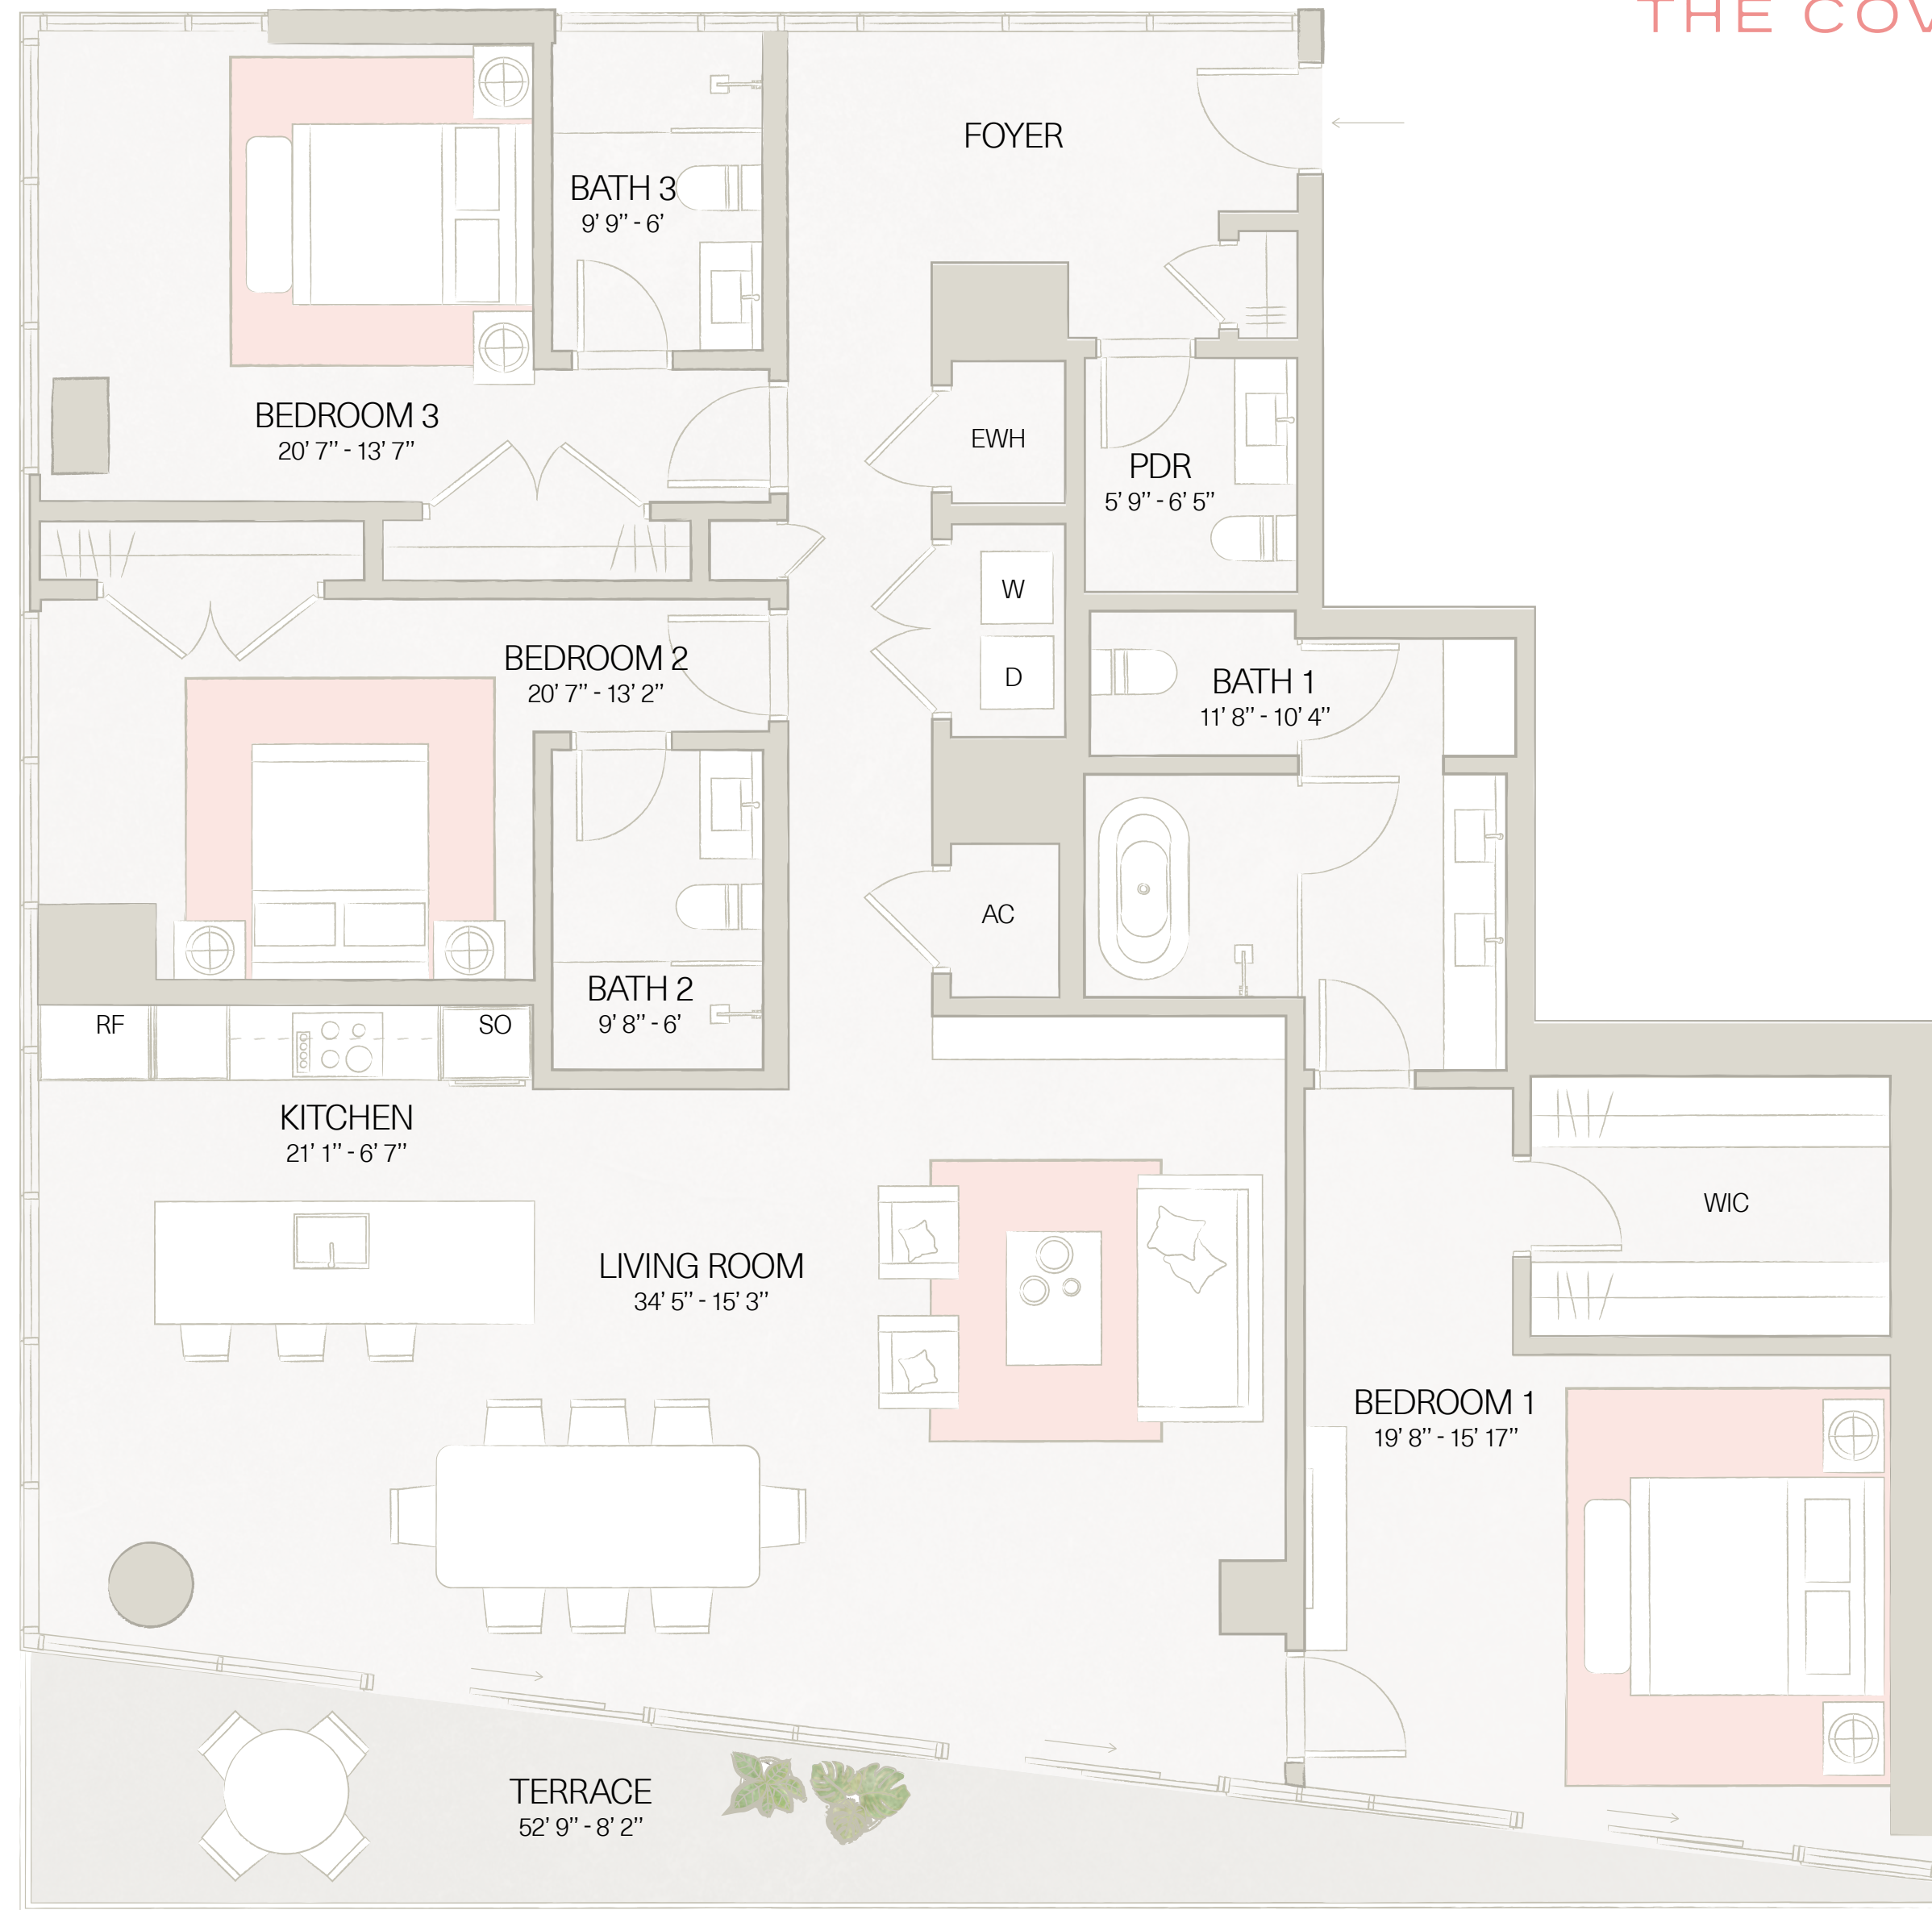 THE COV
FOYER
BATH 3
9’ 9” - 6’
BEDROOM 3
20’ 7” - 13’ 7”
EWH
PDR
5’ 9” - 6’ 5”
W
D
BEDROOM 2
20’ 7” - 13’ 2”
BATH 1
11’ 8” - 10’ 4”
AC
BATH 2
9’ 8” - 6’
RF
SO
KITCHEN
21’ 1” - 6’ 7”
WIC
LIVING ROOM
34’ 5” - 15’ 3”
BEDROOM 1
19’ 8” - 15’ 17”
TERRACE
52’ 9” - 8’ 2”